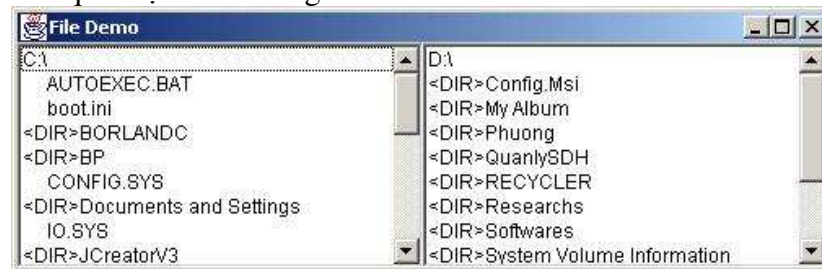 File Demo
C:\
AUTOEXEC.BAT
boot.ini
<DIR>BORLANDC
<DIR>BP
CONFIG.SYS
<DIR>Documents and Settings
IO.SYS
<DIR>JCreatorV3
D:\
<DIR>Config.Msi
<DIR>My Album
<DIR>Phuong
<DIR>QuanlySDH
<DIR>RECYCLER
<DIR>Researchs
<DIR>Softwares
<DIR>System Volume Information